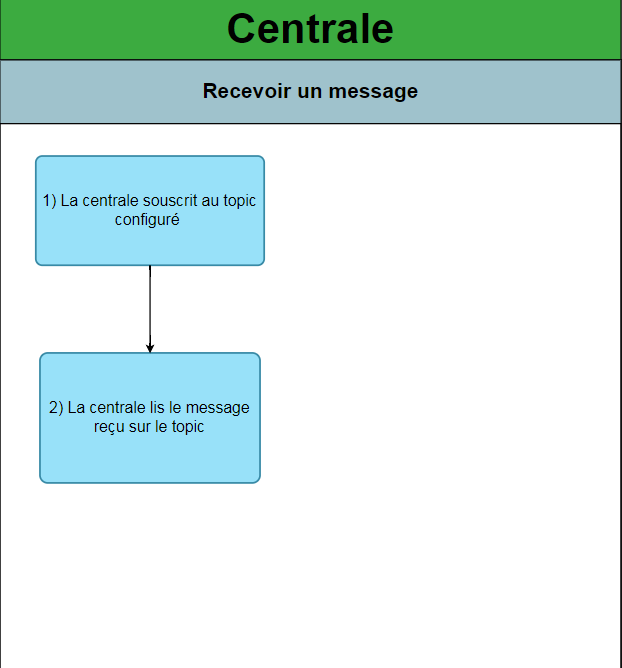 Centrale
Recevoir un message
1) La centrale souscrit au topic
configuré
2) La centrale lis le message
reçu sur le topic